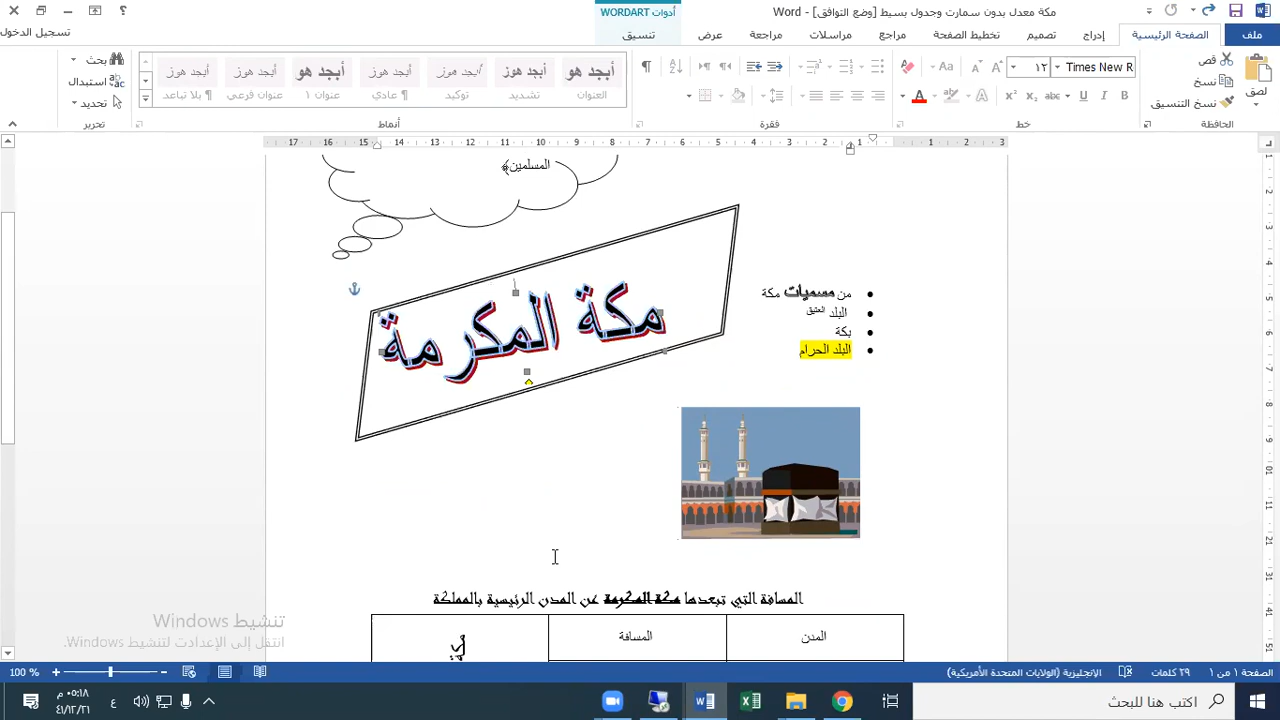 مكة معدل بدون سمارت وجدول بسيط [وضع التوافق] - Word
أدوات WORDART
تسجيل الدخول
ملف
الصفحة الرئيسية
إدراج
تصميم
تخطيط الصفحة
مراجع
مراسلات
مراجعة
عرض
تنسيق
لصق
قص
نسخ
نسخ التنسيق
الحافظة
Times New R
١٢
خط
فقرة
أبجد هوز
العنوان
أبجد هوز
تشديد
أبجد هوز
توكيد
أبجد هوز
¶ عادي
أبجد هو
عنوان ١
أبجد هوز
عنوان فرعي
أبجد هوز
¶ بلا تباعد
أنماط
بحث
استبدال
تحديد
تحرير
المسلمين﴾
مكة المكرمة
من مسميات مكة
البلد العتيق
بكة
البلد الحرام
المسافة التي تبعدها مكة المكرمة عن المدن الرئيسية بالمملكة
المدن
المسافة
مكة
تنشيط Windows
انتقل إلى الإعدادات لتنشيط Windows.
الصفحة ١ من ١
٢٩ كلمات
الإنجليزية (الولايات المتحدة الأمريكية)
100 %
اكتب هنا للبحث
ع
٠٥:١٨ م
٤١/١٢/٢١